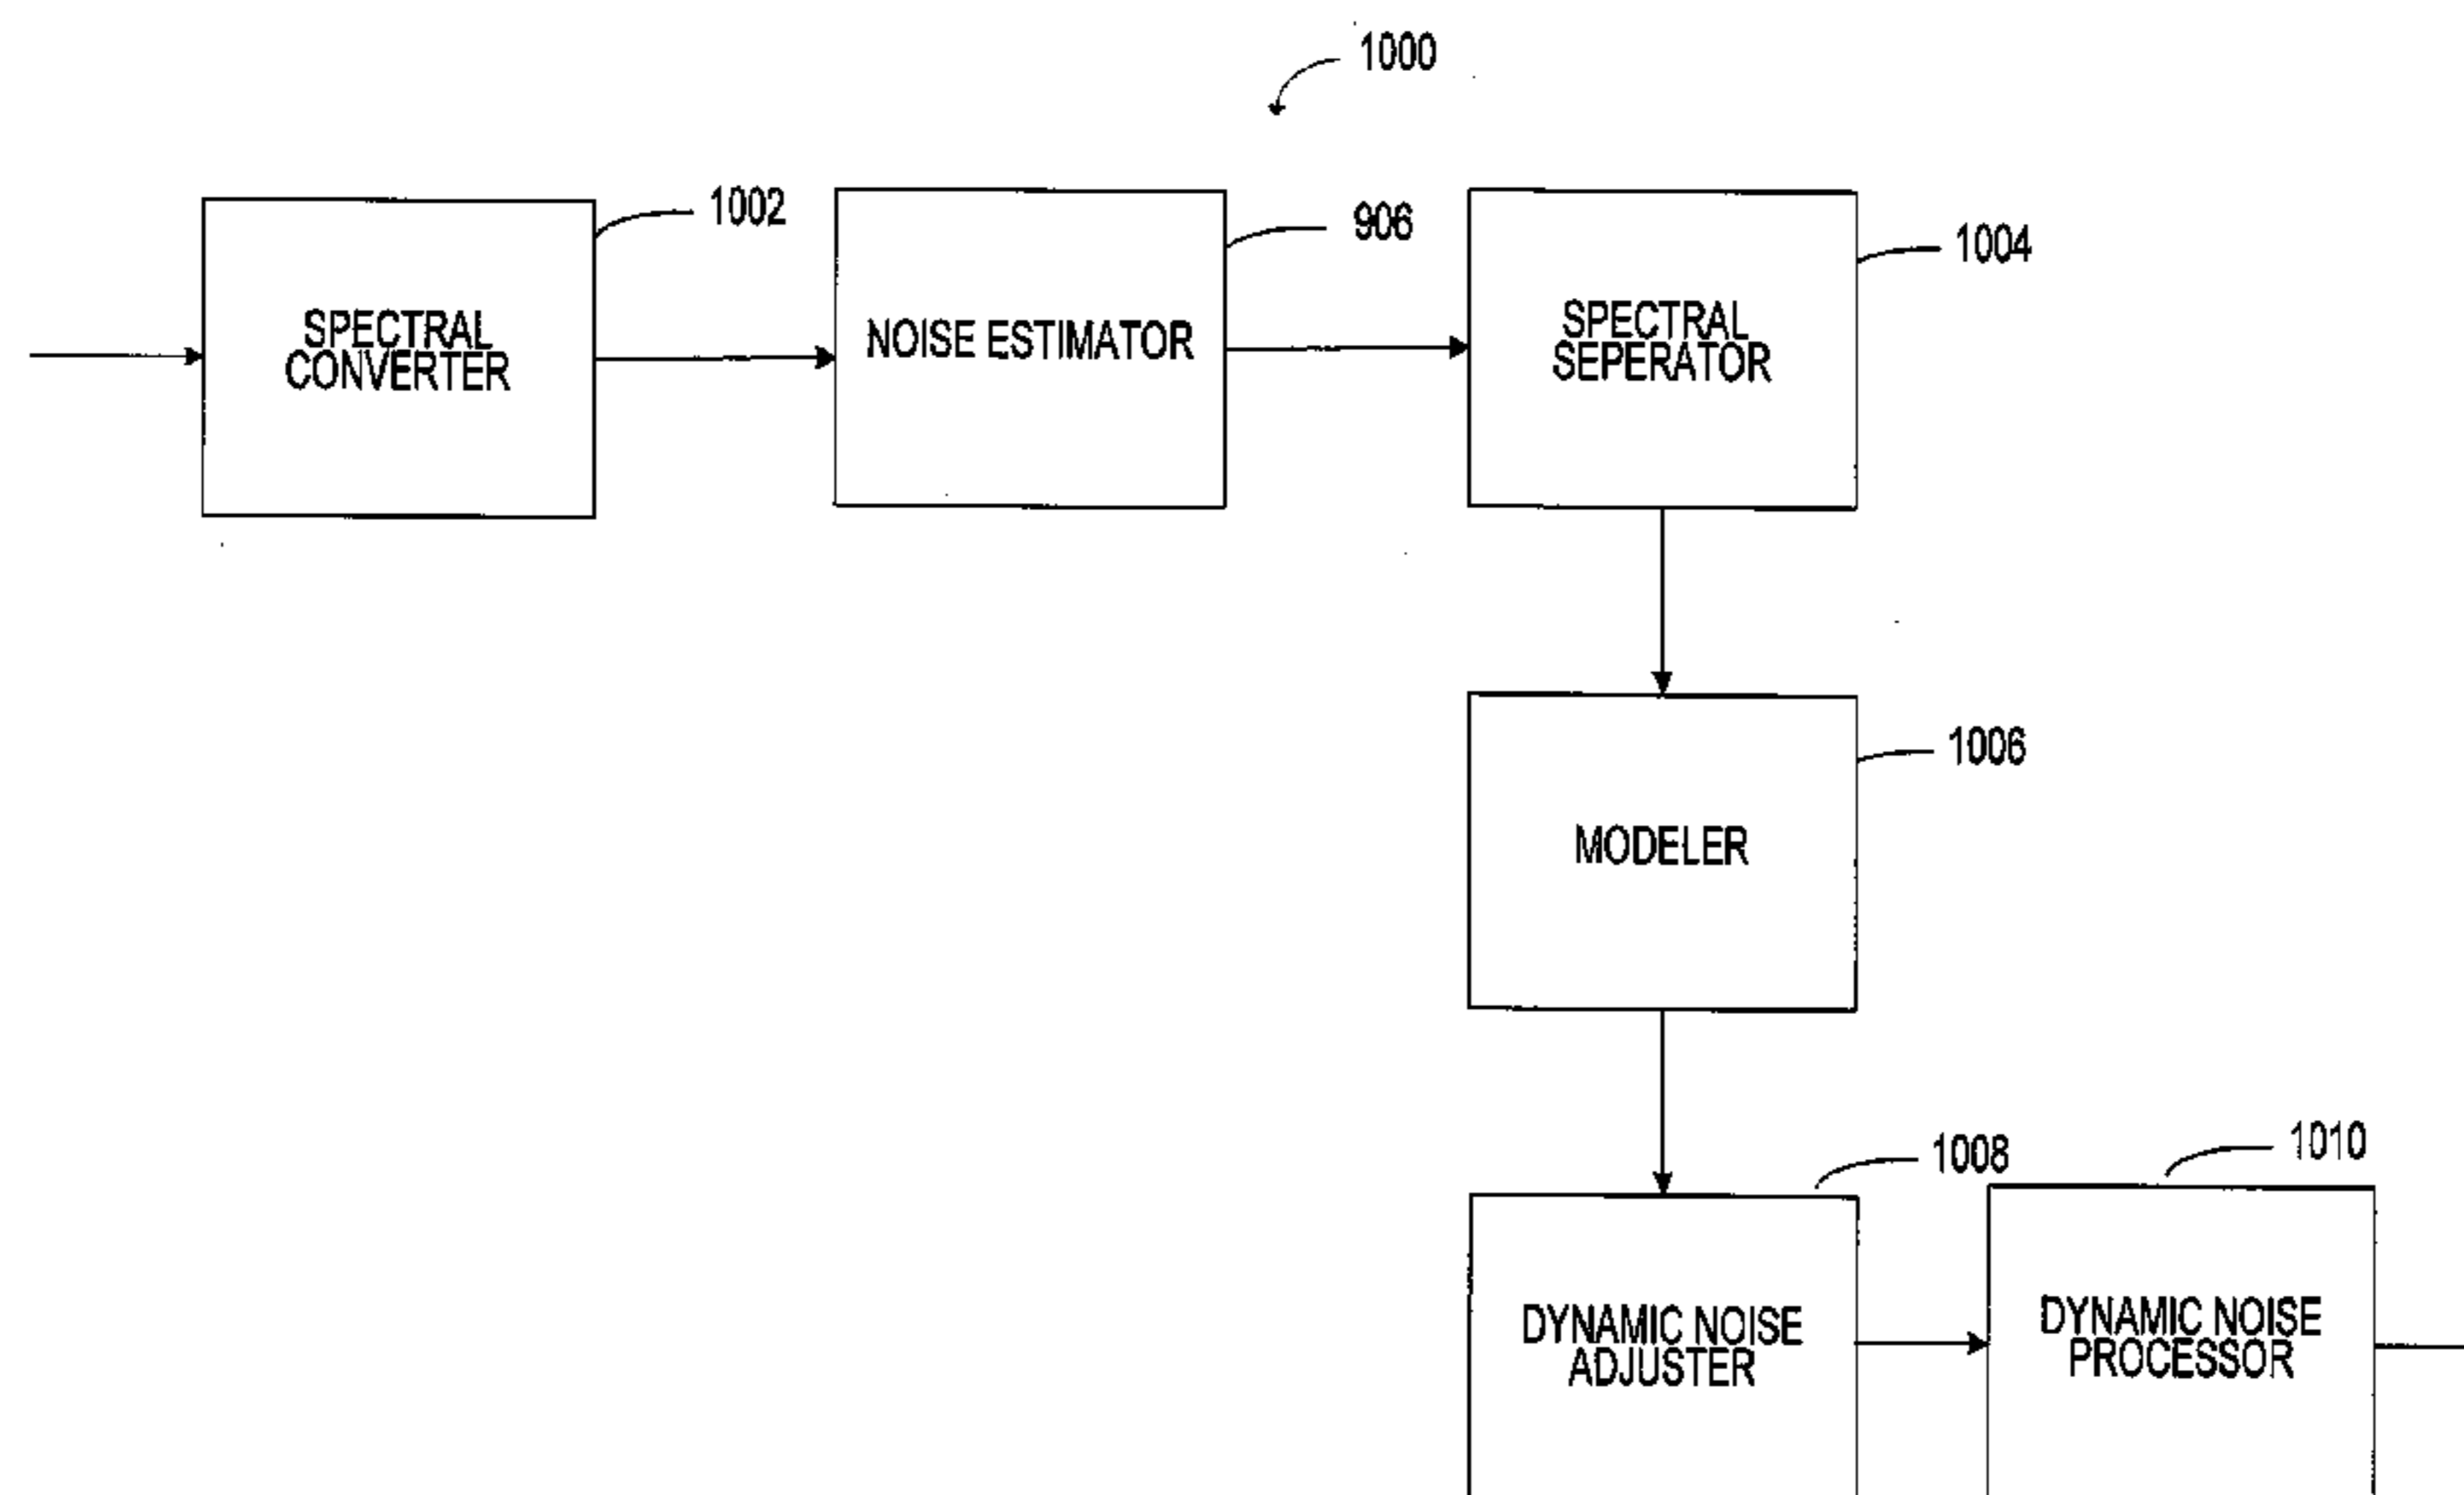 1000
1002
906
1004
SPECTRAL
CONVERTER
NOISE ESTIMATOR
SPECTRAL
SEPERATOR
1006
MODELER
1008
1010
DYNAMIC NOISE
ADJUSTER
DYNAMIC NOISE
PROCESSOR